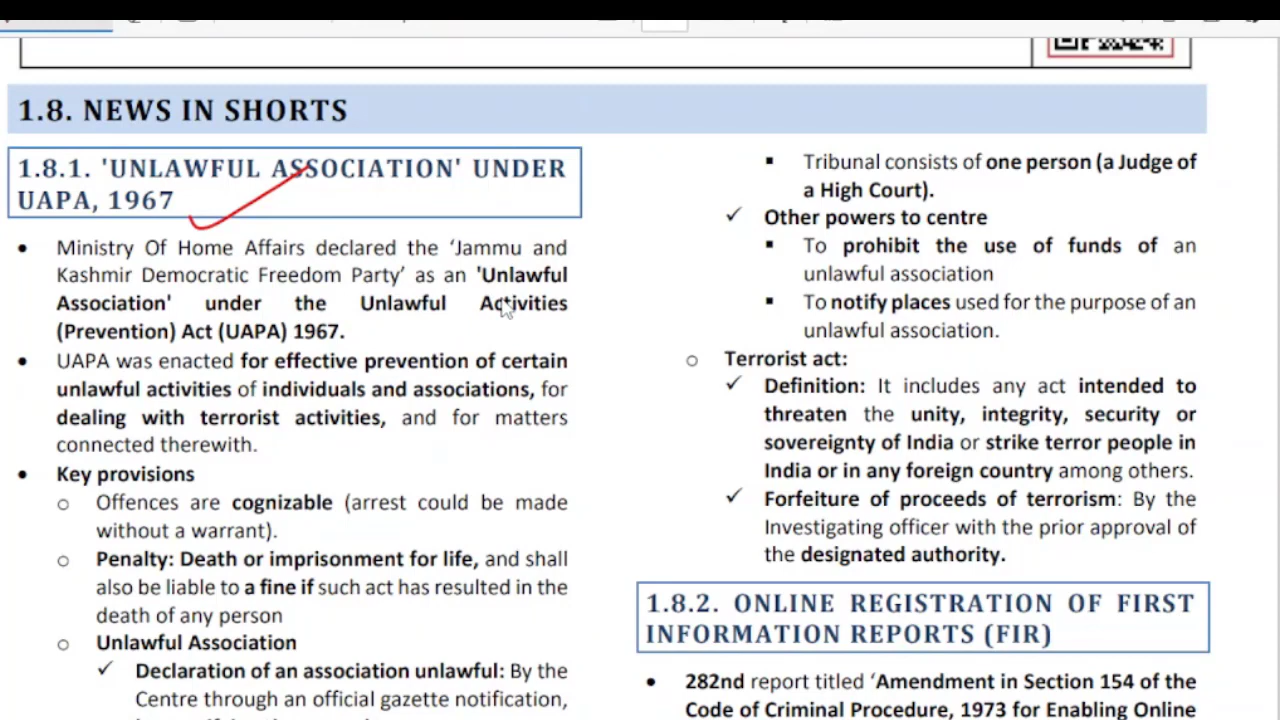 1.8. NEWS IN SHORTS
1.8.1. 'UNLAWFUL ASSOCIATION' UNDER
UAPA, 1967
• Ministry Of Home Affairs declared the ‘Jammu and
Kashmir Democratic Freedom Party’ as an 'Unlawful
Association' under the Unlawful Activities
(Prevention) Act (UAPA) 1967.
• UAPA was enacted for effective prevention of certain
unlawful activities of individuals and associations, for
dealing with terrorist activities, and for matters
connected therewith.
• Key provisions
o Offences are cognizable (arrest could be made
without a warrant).
o Penalty: Death or imprisonment for life, and shall
also be liable to a fine if such act has resulted in the
death of any person
o Unlawful Association
✓ Declaration of an association unlawful: By the
Centre through an official gazette notification,
▪ Tribunal consists of one person (a Judge of
a High Court).
✓ Other powers to centre
▪ To prohibit the use of funds of an
unlawful association
▪ To notify places used for the purpose of an
unlawful association.
o Terrorist act:
✓ Definition: It includes any act intended to
threaten the unity, integrity, security or
sovereignty of India or strike terror people in
India or in any foreign country among others.
✓ Forfeiture of proceeds of terrorism: By the
Investigating officer with the prior approval of
the designated authority.
1.8.2. ONLINE REGISTRATION OF FIRST
INFORMATION REPORTS (FIR)
• 282nd report titled ‘Amendment in Section 154 of the
Code of Criminal Procedure, 1973 for Enabling Online